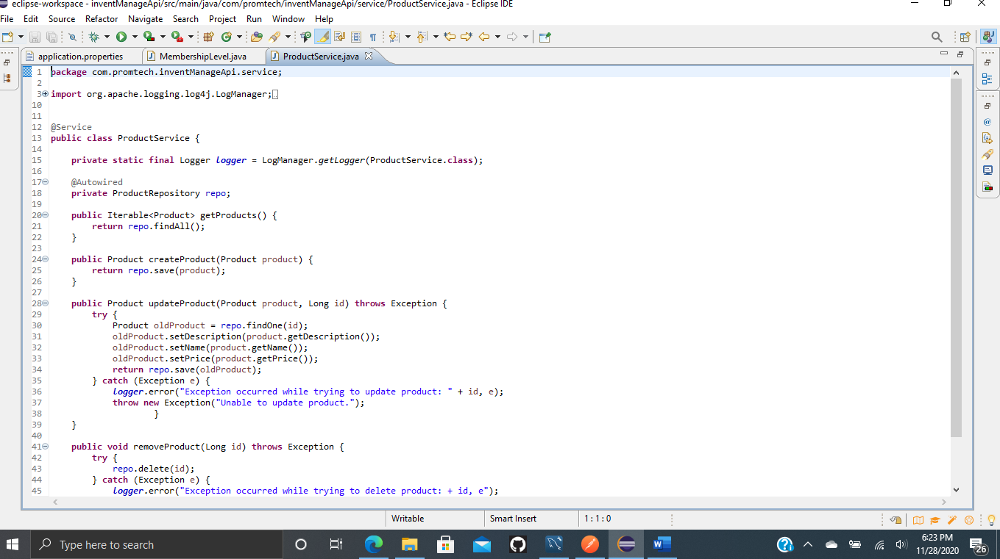 eclipse-workspace - inventManageApi/src/main/java/com/promtech/inventManageApi/service/ProductService.java - Eclipse IDE
File Edit Source Refactor Navigate Search Project Run Window Help
application.properties MembershipLevel.java ProductService.java
1 package com.promtech.inventManageApi.service;
2
3 import org.apache.logging.log4j.LogManager;
10
11
12 @Service
13 public class ProductService {
14
15 private static final Logger logger = LogManager.getLogger(ProductService.class);
16
17 @Autowired
18 private ProductRepository repo;
19
20 public Iterable<Product> getProducts() {
21 return repo.findAll();
22 }
23
24 public Product createProduct(Product product) {
25 return repo.save(product);
26 }
27
28 public Product updateProduct(Product product, Long id) throws Exception {
29 try {
30 Product oldProduct = repo.findOne(id);
31 oldProduct.setDescription(product.getDescription());
32 oldProduct.setName(product.getName());
33 oldProduct.setPrice(product.getPrice());
34 return repo.save(oldProduct);
35 } catch (Exception e) {
36 logger.error("Exception occurred while trying to update product: " + id, e);
37 throw new Exception("Unable to update product.");
38 }
39 }
40
41 public void removeProduct(Long id) throws Exception {
42 try {
43 repo.delete(id);
44 } catch (Exception e) {
45 logger.error("Exception occurred while trying to delete product: + id, e");
Writable Smart Insert 1 : 1 : 0
Type here to search
6:23 PM
11/28/2020
26